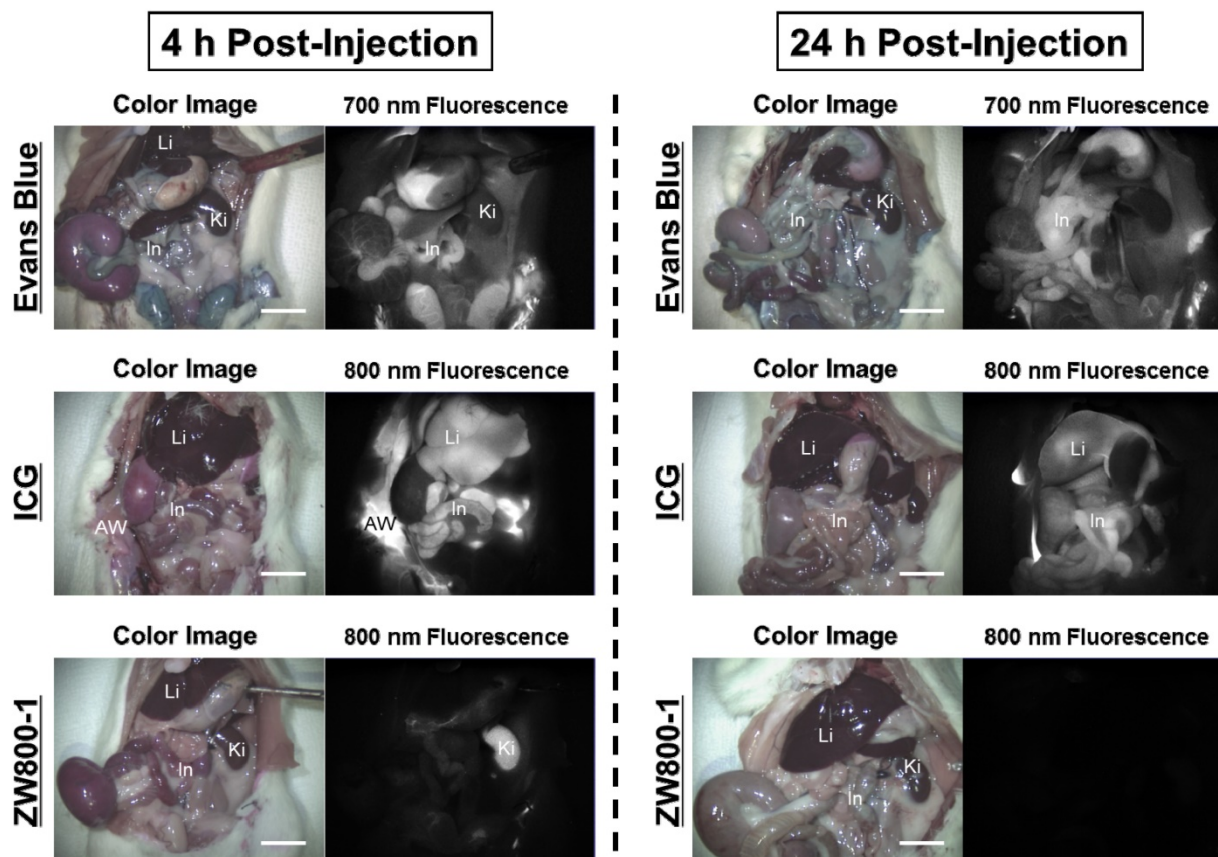 4 h Post-Injection
24 h Post-Injection
Color Image
700 nm Fluorescence
Color Image
700 nm Fluorescence
Evans Blue
Li
Ki
In
Ki
In
Evans Blue
In
Ki
In
Color Image
800 nm Fluorescence
Color Image
800 nm Fluorescence
ICG
Li
In
AW
Li
In
AW
ICG
Li
In
Li
In
Color Image
800 nm Fluorescence
Color Image
800 nm Fluorescence
ZW800-1
Li
Ki
In
Ki
ZW800-1
Li
Ki
In